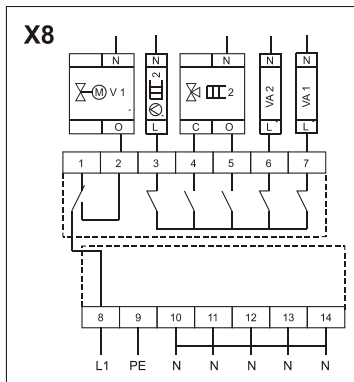 X8
N N N N N
M V 1 2 2 VA 2 VA 1
O L C O L L
1 2 3 4 5 6 7
8 9 10 11 12 13 14
L1 PE N N N N N